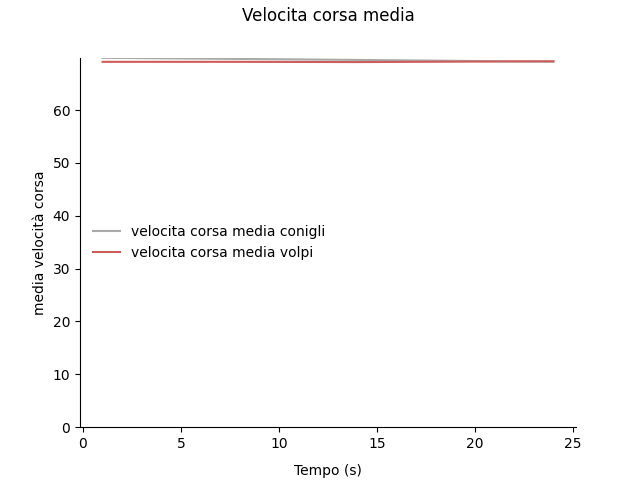 Velocita corsa media
media velocità corsa
60
50
40
30
20
10
0
velocita corsa media conigli
velocita corsa media volpi
0 5 10 15 20 25
Tempo (s)